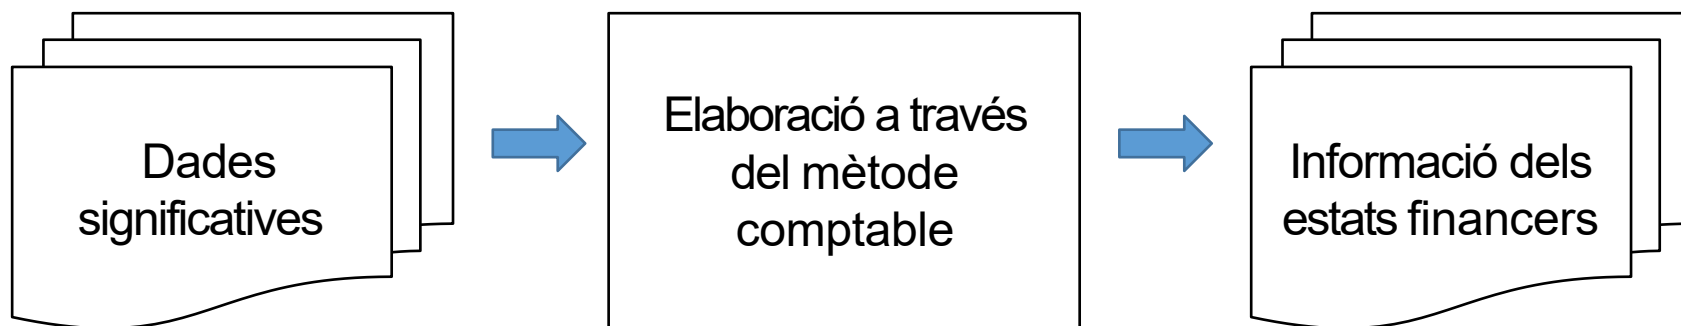 Dades
significatives
Elaboració a través
del mètode
comptable
Informació dels
estats financers